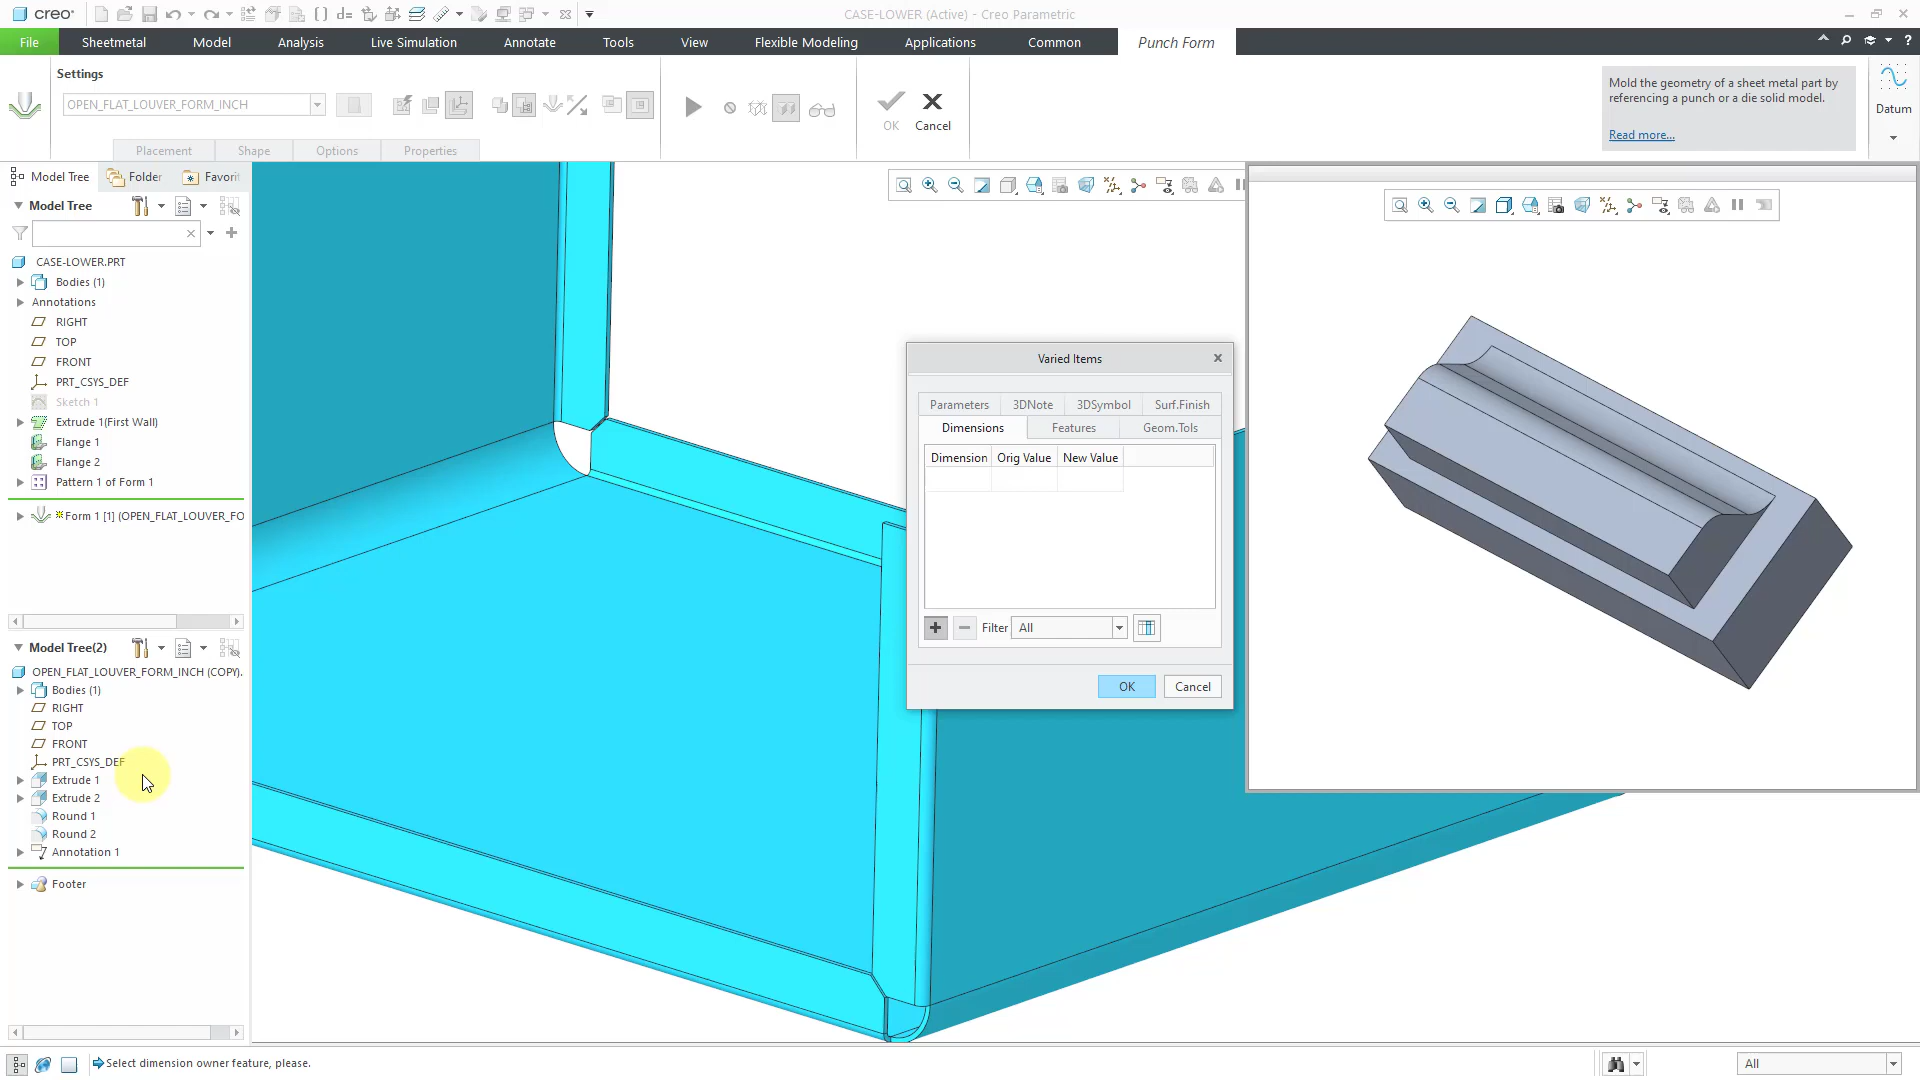 creo
CASE-LOWER (Active) - Creo Parametric
File
Sheetmetal
Model
Analysis
Live Simulation
Annotate
Tools
View
Flexible Modeling
Applications
Common
Punch Form
Settings
OPEN_FLAT_LOUVER_FORM_INCH
OK
Cancel
Placement
Shape
Options
Properties
Mold the geometry of a sheet metal part by
referencing a punch or a die solid model.
Read more...
Datum
Model Tree
Folder
Favorit
Model Tree
CASE-LOWER.PRT
Bodies (1)
Annotations
RIGHT
TOP
FRONT
PRT_CSYS_DEF
Sketch 1
Extrude 1(First Wall)
Flange 1
Flange 2
Pattern 1 of Form 1
Form 1 [1] (OPEN_FLAT_LOUVER_FO
Model Tree(2)
OPEN_FLAT_LOUVER_FORM_INCH (COPY).
Bodies (1)
RIGHT
TOP
FRONT
PRT_CSYS_DEF
Extrude 1
Extrude 2
Round 1
Round 2
Annotation 1
Footer
Varied Items
Parameters
3DNote
3DSymbol
Surf.Finish
Dimensions
Features
Geom.Tols
Dimension
Orig Value
New Value
Filter
All
OK
Cancel
Select dimension owner feature, please.
All